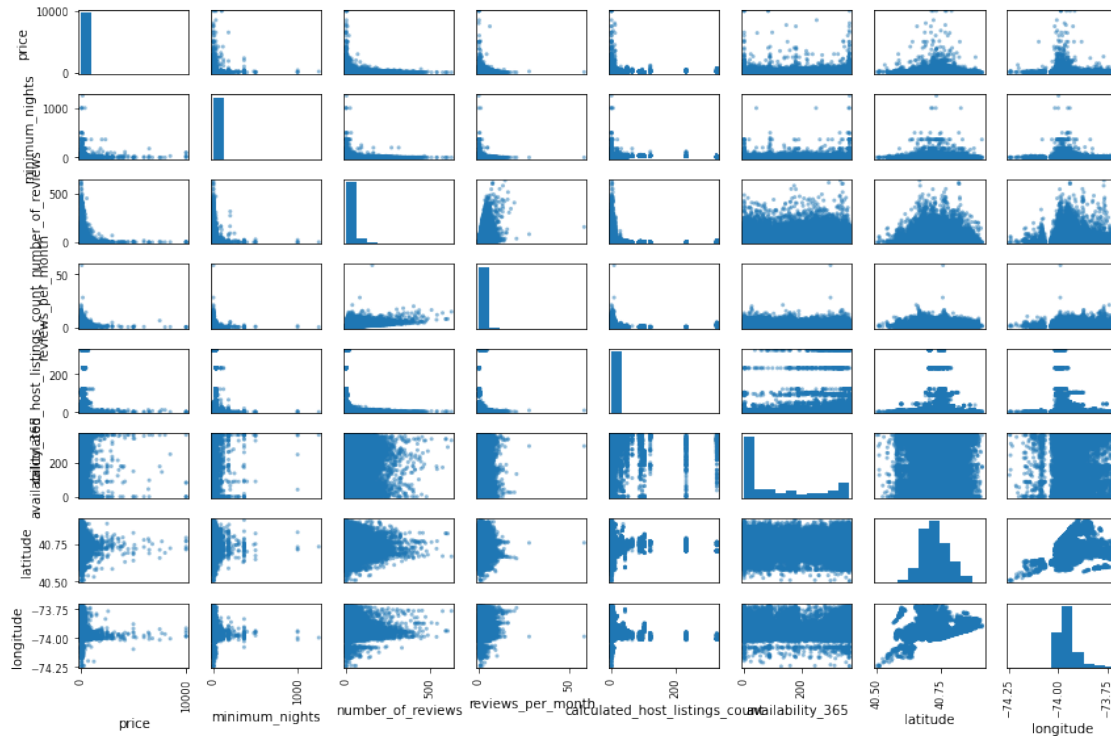 price
10000
0
minimum_nights
1000
0
number_of_reviews
500
0
reviews_per_month
50
0
calculated_host_listings_count
200
0
availability_365
200
0
latitude
40.75
40.50
longitude
−73.75
−74.00
−74.25
0 10000 0 1000 0 500 0 50 0 200 0 200 40.50 40.75 −74.25 −74.00 −73.75
price minimum_nights number_of_reviews reviews_per_month calculated_host_listings_count availability_365 latitude longitude